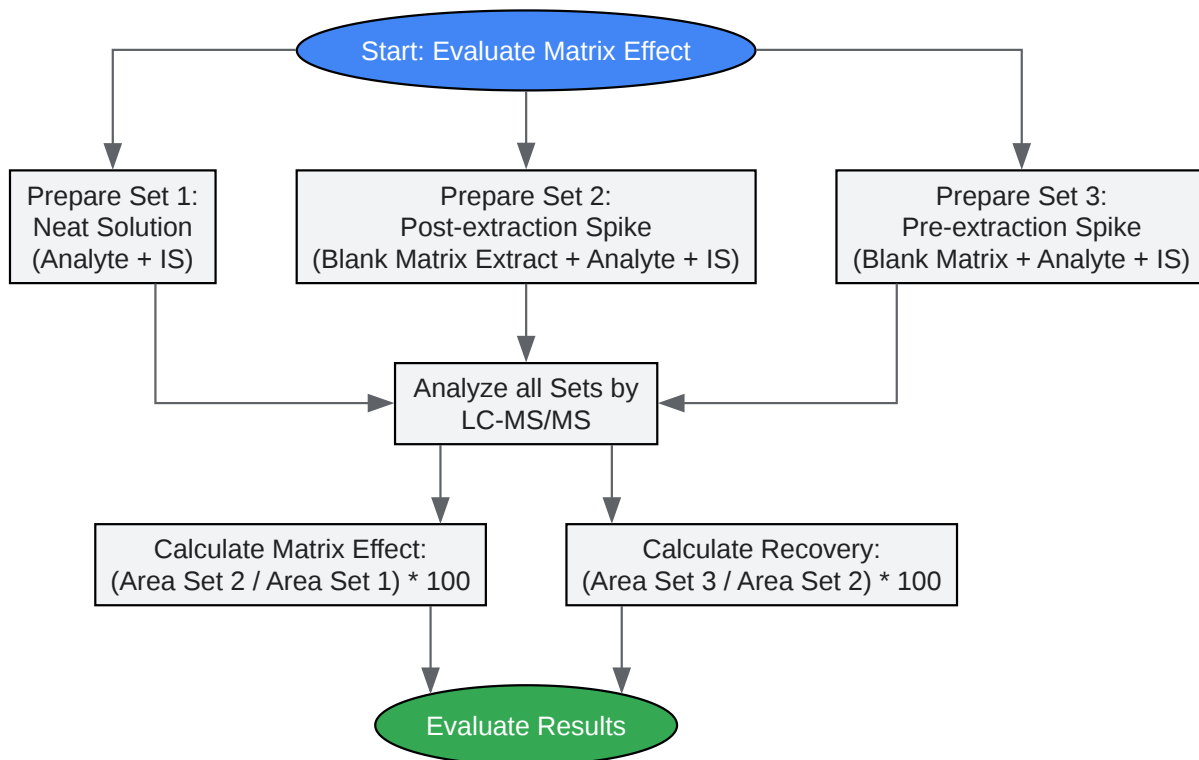 Start: Evaluate Matrix Effect
Prepare Set 1:
Neat Solution
(Analyte + IS)
Prepare Set 2:
Post-extraction Spike
(Blank Matrix Extract + Analyte + IS)
Prepare Set 3:
Pre-extraction Spike
(Blank Matrix + Analyte + IS)
Analyze all Sets by
LC-MS/MS
Calculate Matrix Effect:
(Area Set 2 / Area Set 1) * 100
Calculate Recovery:
(Area Set 3 / Area Set 2) * 100
Evaluate Results